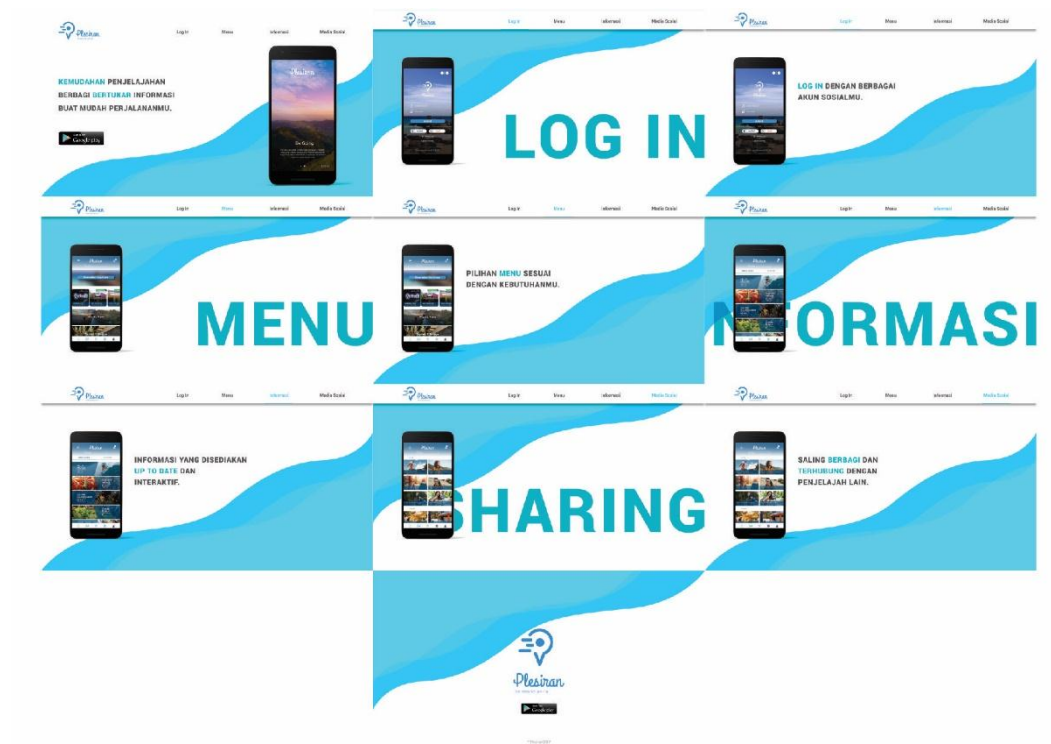 Plesiran
Log In Menu Informasi Media Sosial
KEMUDAHAN PENJELAJAHAN
BERBAGI BERTUKAR INFORMASI
BUAT MUDAH PERJALANANMU.
Google play
Plesiran
Plesiran
Log In Menu Informasi Media Sosial
LOG IN
Plesiran
Log In Menu Informasi Media Sosial
LOG IN DENGAN BERBAGAI
AKUN SOSIALMU.
Plesiran
Log In Menu Informasi Media Sosial
MENU
Plesiran
Log In Menu Informasi Media Sosial
PILIHAN MENU SESUAI
DENGAN KEBUTUHANMU.
Plesiran
Log In Menu Informasi Media Sosial
NFORMASI
Plesiran
Log In Menu Informasi Media Sosial
INFORMASI YANG DISEDIAKAN
UP TO DATE DAN
INTERAKTIF.
Plesiran
Log In Menu Informasi Media Sosial
SHARING
Plesiran
Log In Menu Informasi Media Sosial
SALING BERBAGI DAN
TERHUBUNG DENGAN
PENJELAJAH LAIN.
Plesiran
Google play